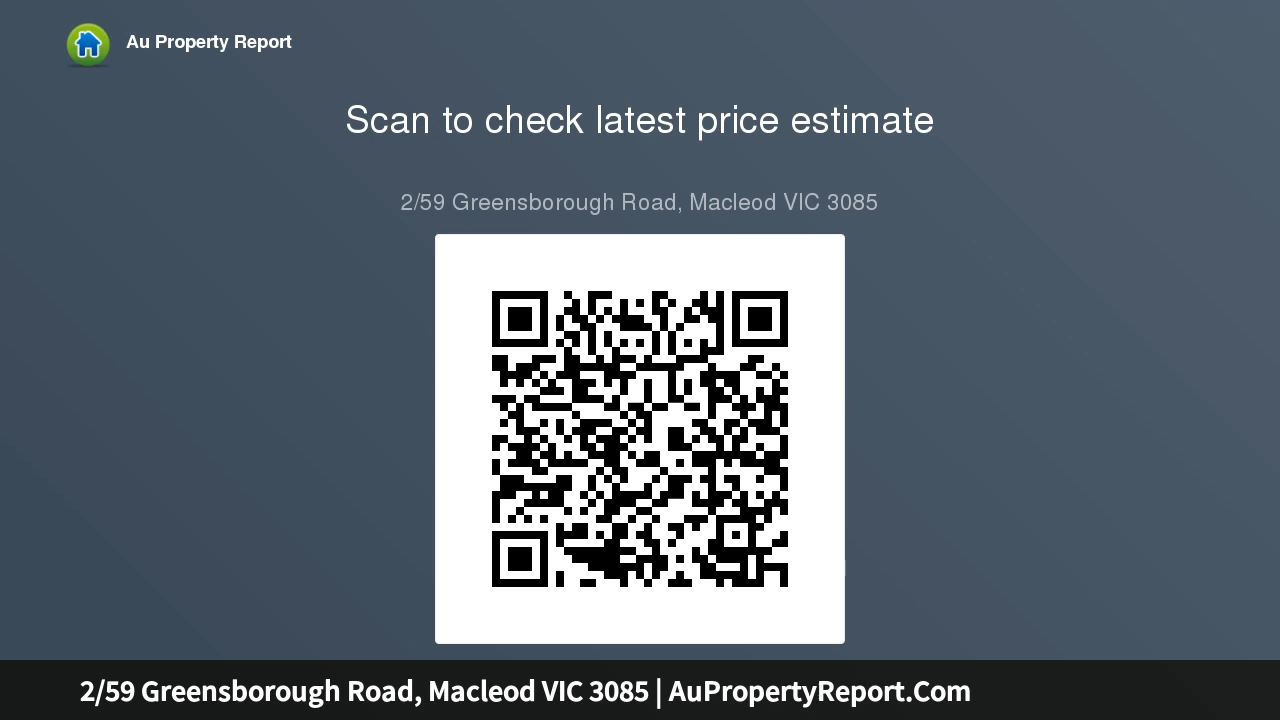 Au Property Report
Scan to check latest price estimate
2/59 Greensborough Road, Macleod VIC 3085
2/59 Greensborough Road, Macleod VIC 3085 | AuPropertyReport.Com